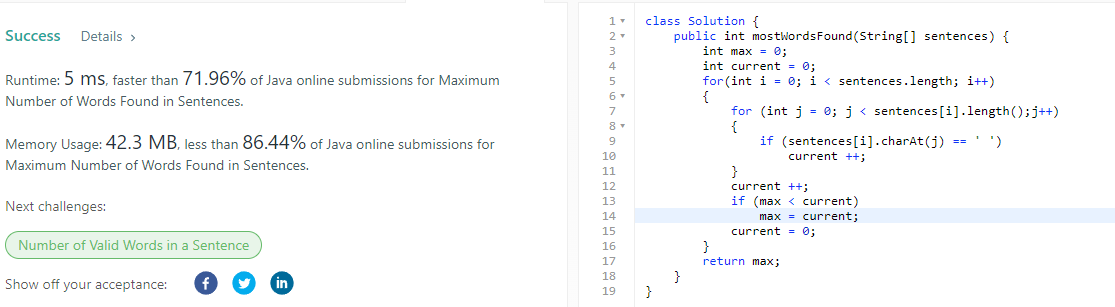 Success Details >
Runtime: 5 ms, faster than 71.96% of Java online submissions for Maximum
Number of Words Found in Sentences.
Memory Usage: 42.3 MB, less than 86.44% of Java online submissions for
Maximum Number of Words Found in Sentences.
Next challenges:
Number of Valid Words in a Sentence
Show off your acceptance:
f
in
1 class Solution {
2 public int mostWordsFound(String[] sentences) {
3 int max = 0;
4 int current = 0;
5 for(int i = 0; i < sentences.length; i++)
6 {
7 for (int j = 0; j < sentences[i].length();j++)
8 {
9 if (sentences[i].charAt(j) == ' ')
10 current ++;
11 }
12 current ++;
13 if (max < current)
14 max = current;
15 current = 0;
16 }
17 return max;
18 }
19 }